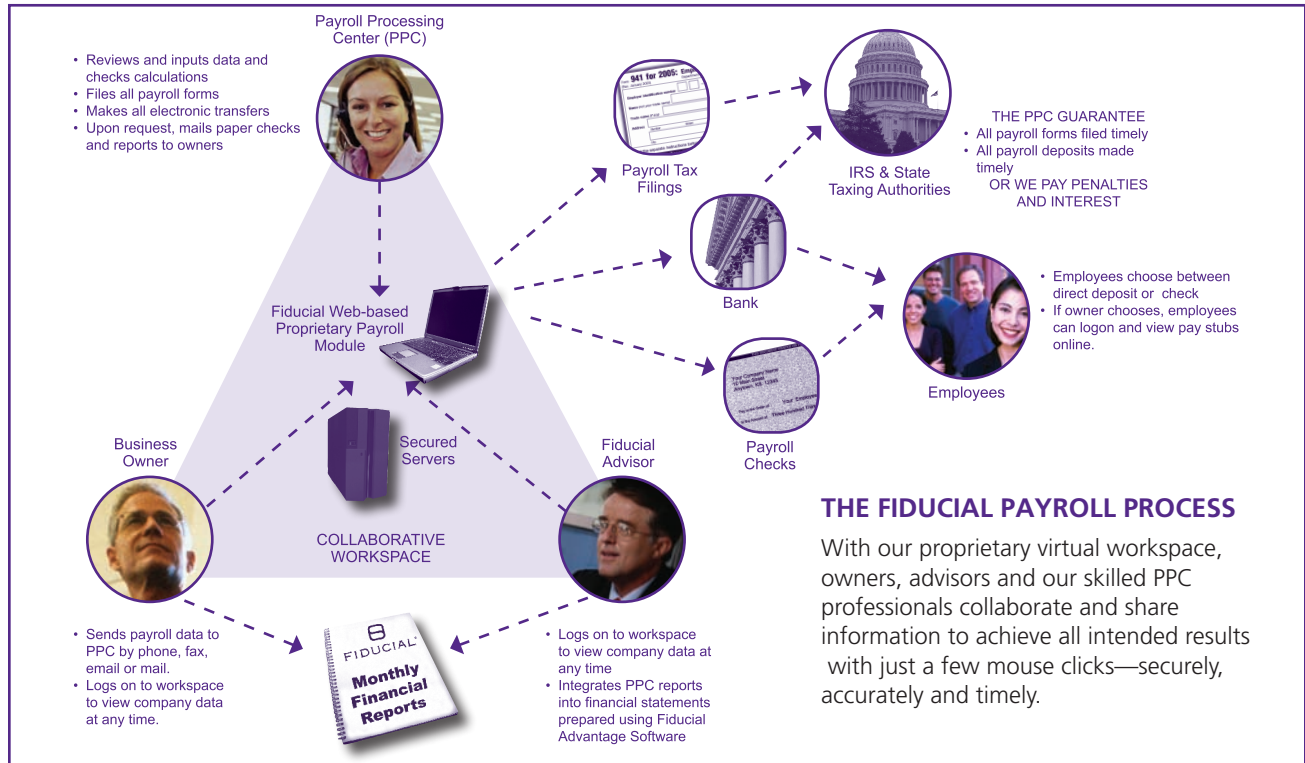 Payroll Processing
Center (PPC)
• Reviews and inputs data and
checks calculations
• Files all payroll forms
• Makes all electronic transfers
• Upon request, mails paper checks
and reports to owners
941 for 2005:
Payroll Tax
Filings
IRS & State
Taxing Authorities
THE PPC GUARANTEE
• All payroll forms filed timely
• All payroll deposits made
timely
OR WE PAY PENALTIES
AND INTEREST
Bank
Fiducial Web-based
Proprietary Payroll
Module
• Employees choose between
direct deposit or check
• If owner chooses, employees
can logon and view pay stubs
online.
Employees
Your Company Name
10 Main Street
Anytown, KS. 12345
Payroll
Checks
Business
Owner
Secured
Servers
Fiducial
Advisor
COLLABORATIVE
WORKSPACE
• Sends payroll data to
PPC by phone, fax,
email or mail.
• Logs on to workspace
to view company data
at any time.
FIDUCIAL
Monthly
Financial
Reports
• Logs on to workspace
to view company data at
any time
• Integrates PPC reports
into financial statements
prepared using Fiducial
Advantage Software
THE FIDUCIAL PAYROLL PROCESS
With our proprietary virtual workspace,
owners, advisors and our skilled PPC
professionals collaborate and share
information to achieve all intended results
with just a few mouse clicks—securely,
accurately and timely.